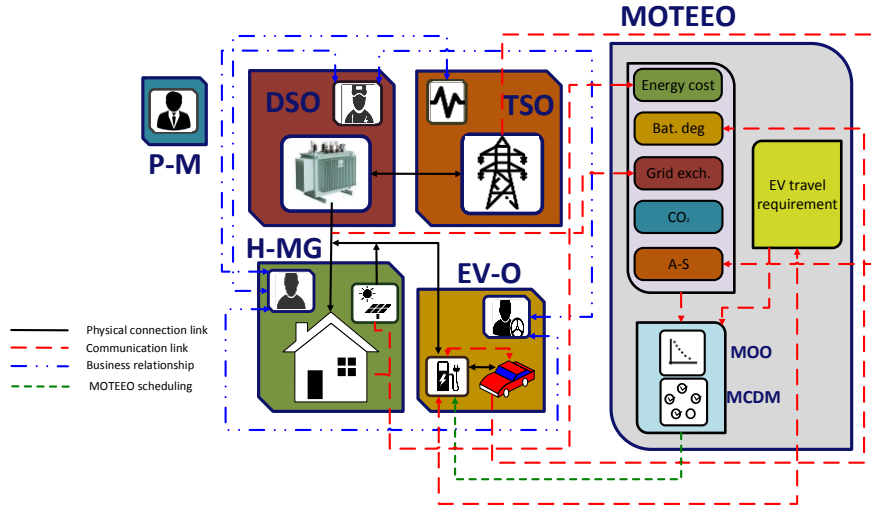 MOTEEO
DSO
TSO
P-M
Energy cost
Bat. deg
Grid exch.
CO₂
A-S
EV travel
requirement
H-MG
EV-O
Physical connection link
Communication link
Business relationship
MOTEEO scheduling
MOO
MCDM